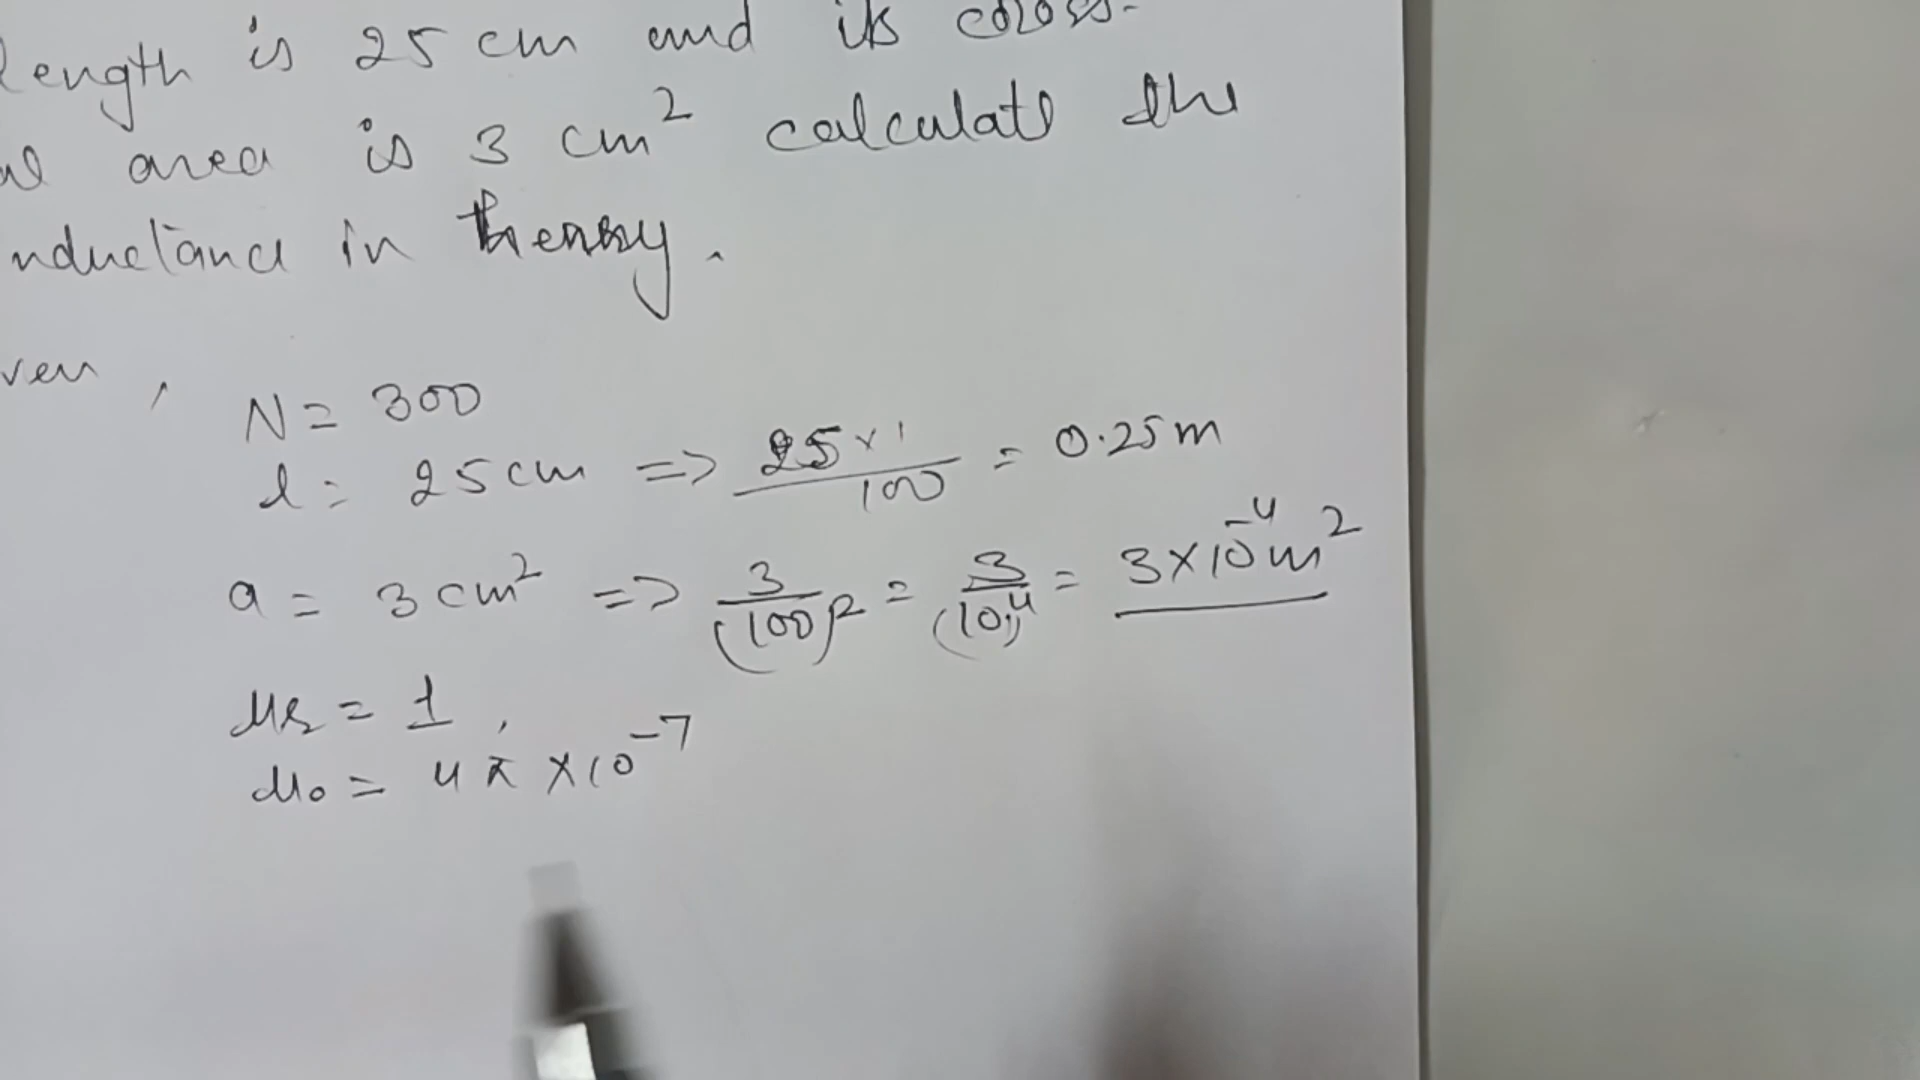 length is 25 cm and its cross-
al area is 3 cm² calculate the
nductance in henry.
ven,
N = 300
l = 25 cm => 25×1/100 = 0.25 m
a = 3 cm² => 3/(100)² = 3/(10)⁴ = 3×10⁻⁴ m²
μr = 1,
μ₀ = 4π ×10⁻⁷